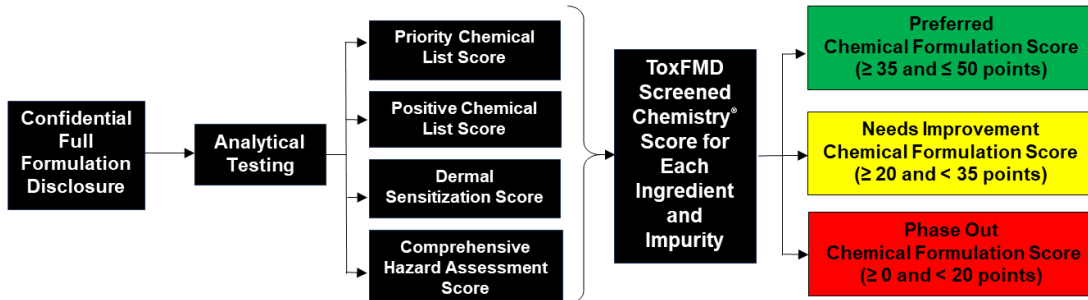 Confidential
Full
Formulation
Disclosure
Analytical
Testing
Priority Chemical
List Score
Positive Chemical
List Score
Dermal
Sensitization Score
Comprehensive
Hazard Assessment
Score
ToxFMD
Screened
Chemistry®
Score for
Each
Ingredient
and
Impurity
Preferred
Chemical Formulation Score
(≥ 35 and ≤ 50 points)
Needs Improvement
Chemical Formulation Score
(≥ 20 and < 35 points)
Phase Out
Chemical Formulation Score
(≥ 0 and < 20 points)